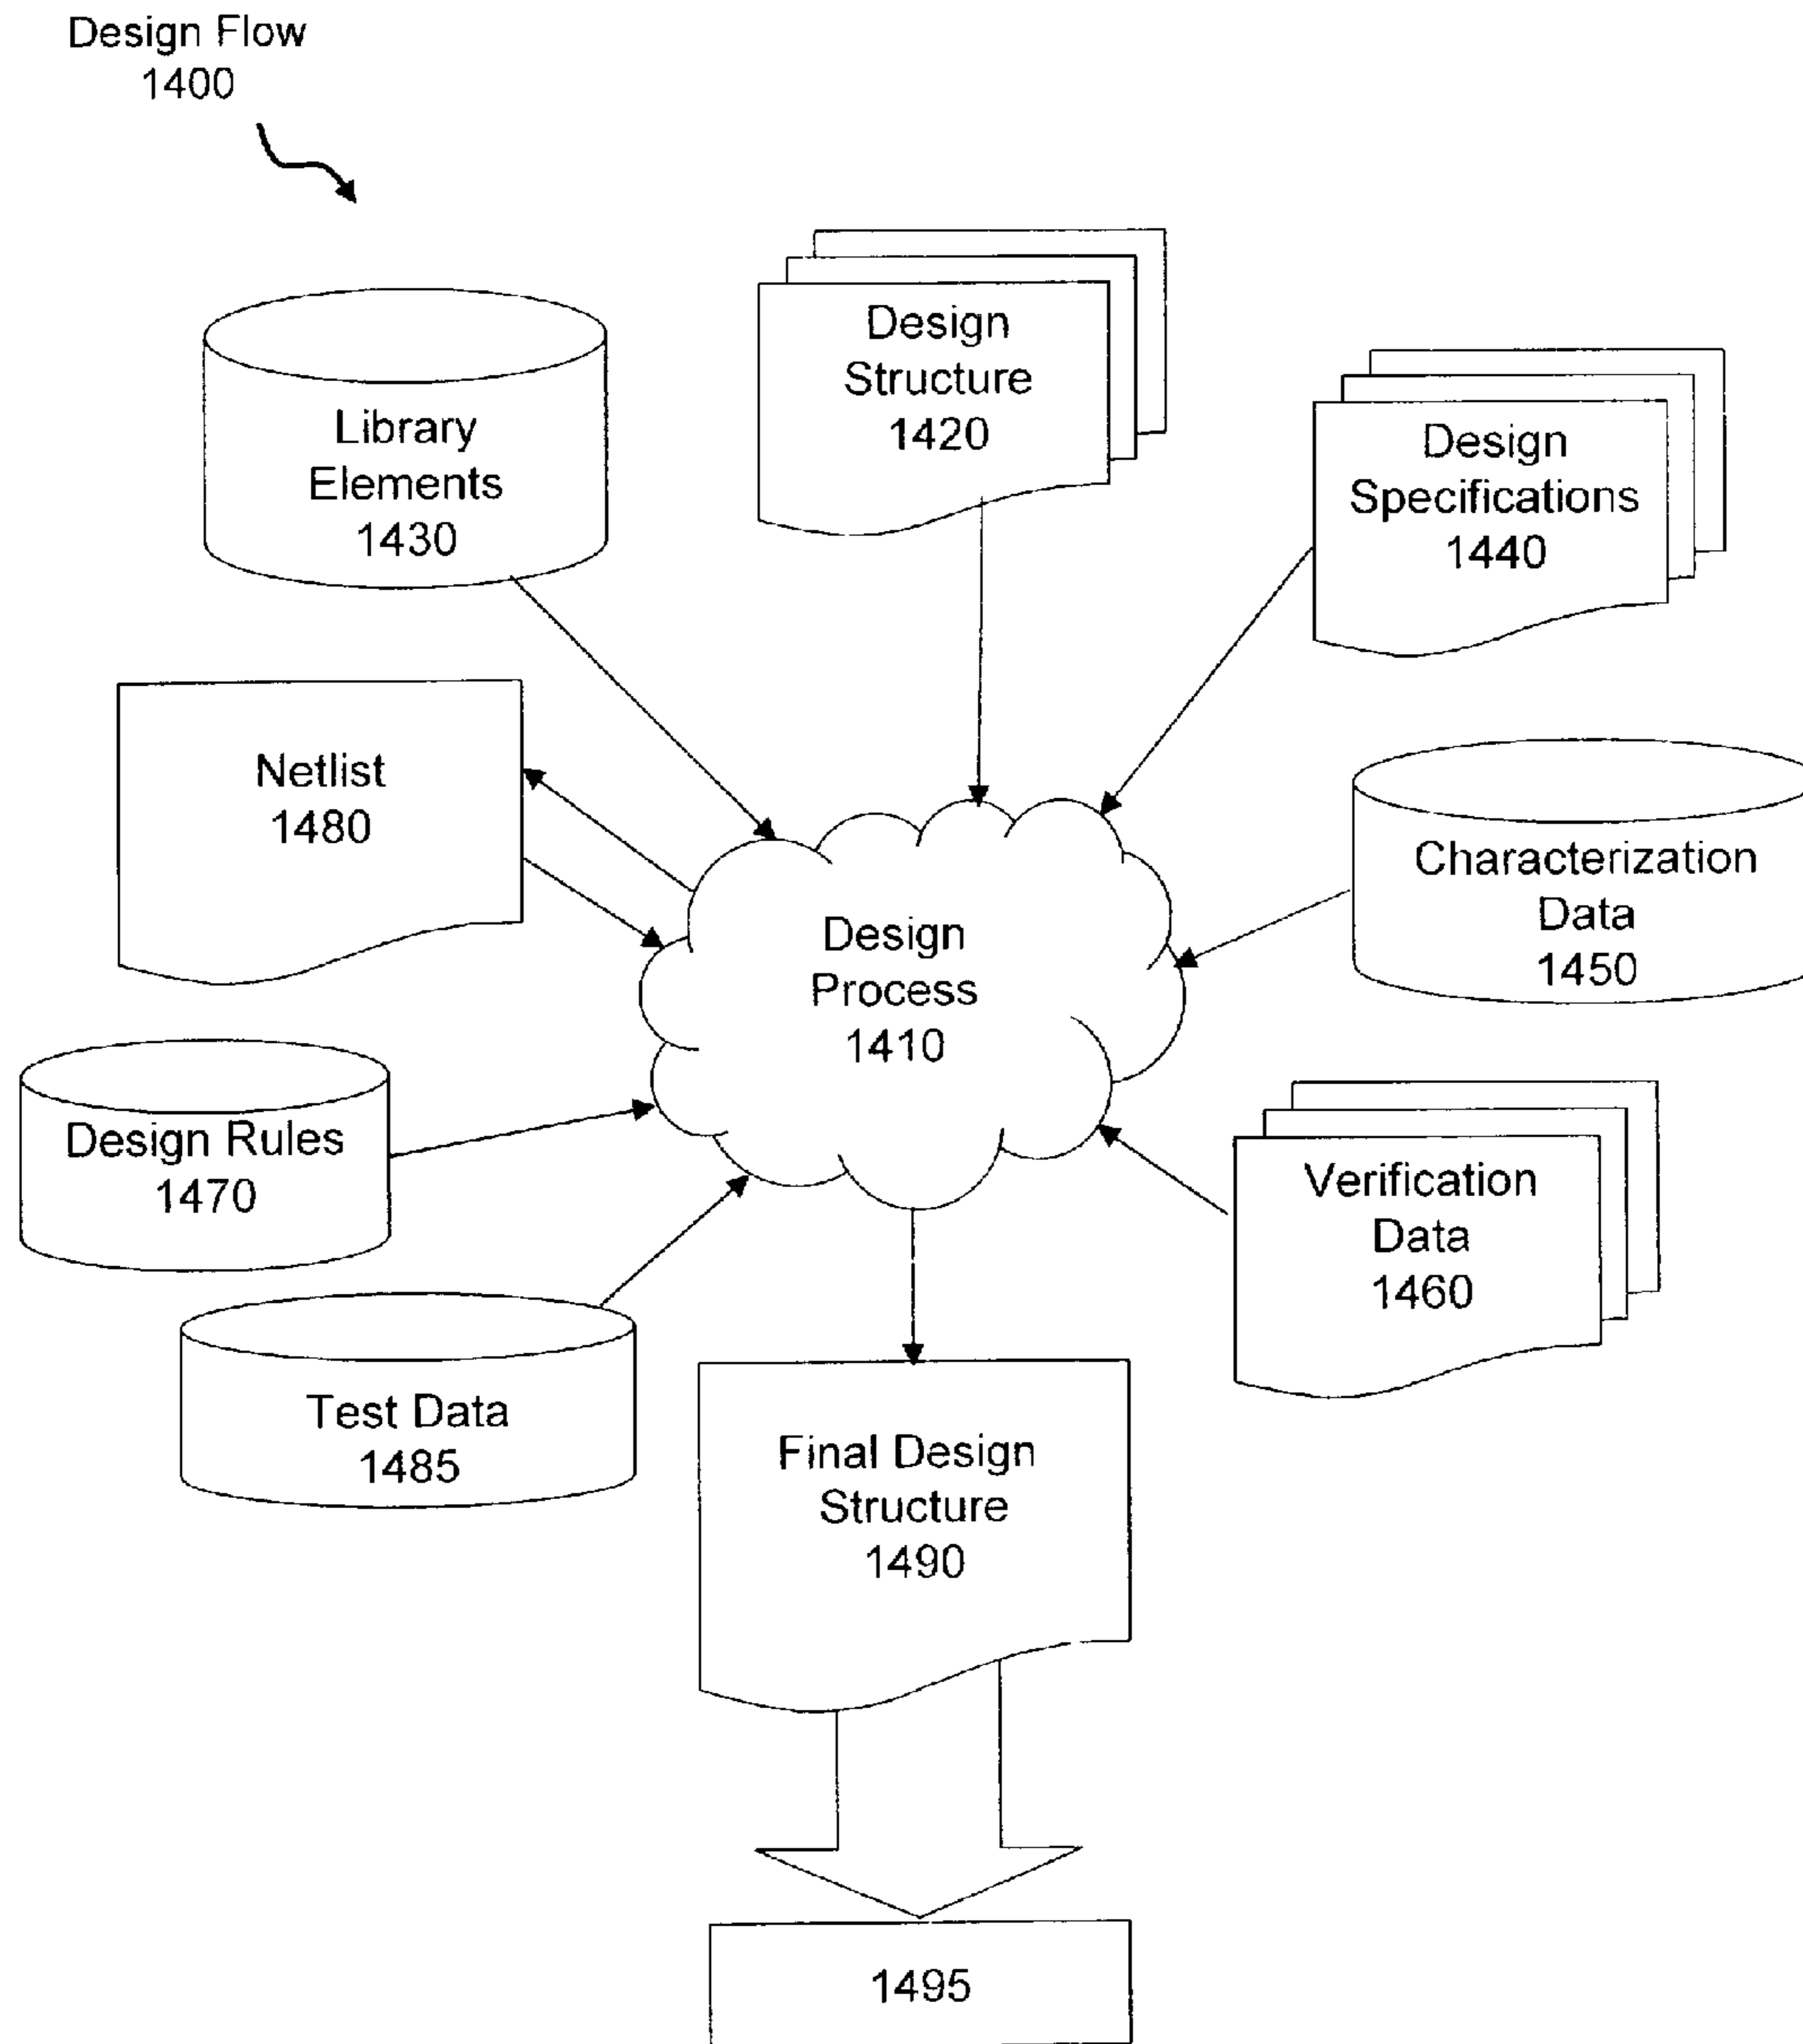 Design Flow
1400
Design
Structure
1420
Library
Elements
1430
Design
Specifications
1440
Netlist
1480
Characterization
Data
1450
Design
Process
1410
Design Rules
1470
Verification
Data
1460
Test Data
1485
Final Design
Structure
1490
1495